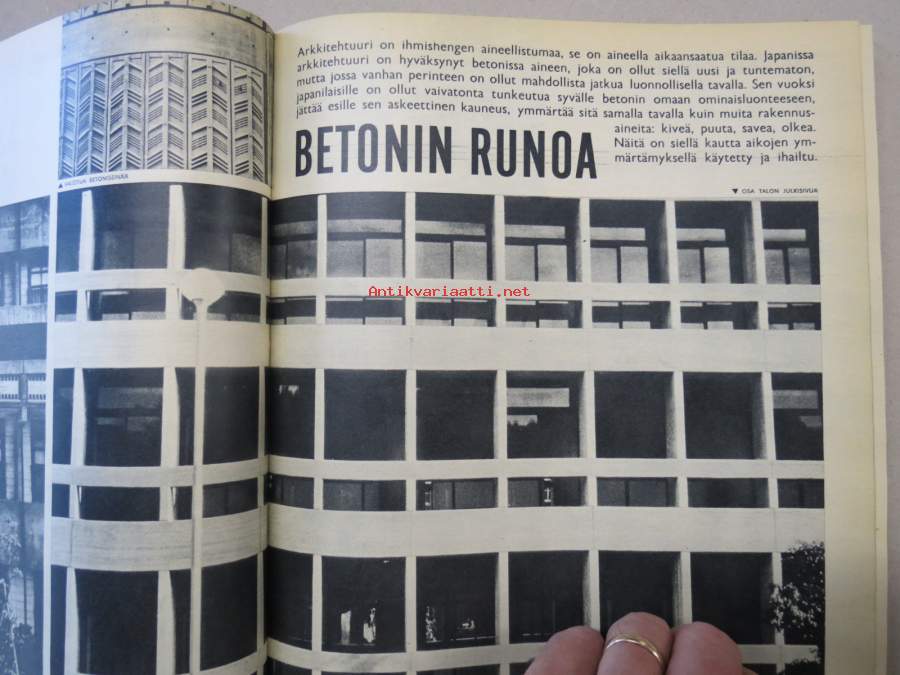 Arkkitehtuuri on ihmishengen aineellistumaa, se on aineella aikaansaatua tilaa. Japanissa
arkkitehtuuri on hyväksynyt betonissa aineen, joka on ollut siellä uusi ja tuntematon,
mutta jossa vanhan perinteen on ollut mahdollista jatkua luonnollisella tavalla. Sen vuoksi
japanilaisille on ollut vaivatonta tunkeutua syvälle betonin omaan ominaisluonteeseen,
jättää esille sen askeettinen kauneus, ymmärtää sitä samalla tavalla kuin muita rakennus-
aineita: kiveä, puuta, savea, olkea.
Näitä on siellä kautta aikojen ym-
märtämyksellä käytetty ja ihailtu.
BETONIN RUNOA
▲ VALETTUA BETONISEINÄÄ
▼ OSA TALON JULKISIVUA
Antikvariaatti.net